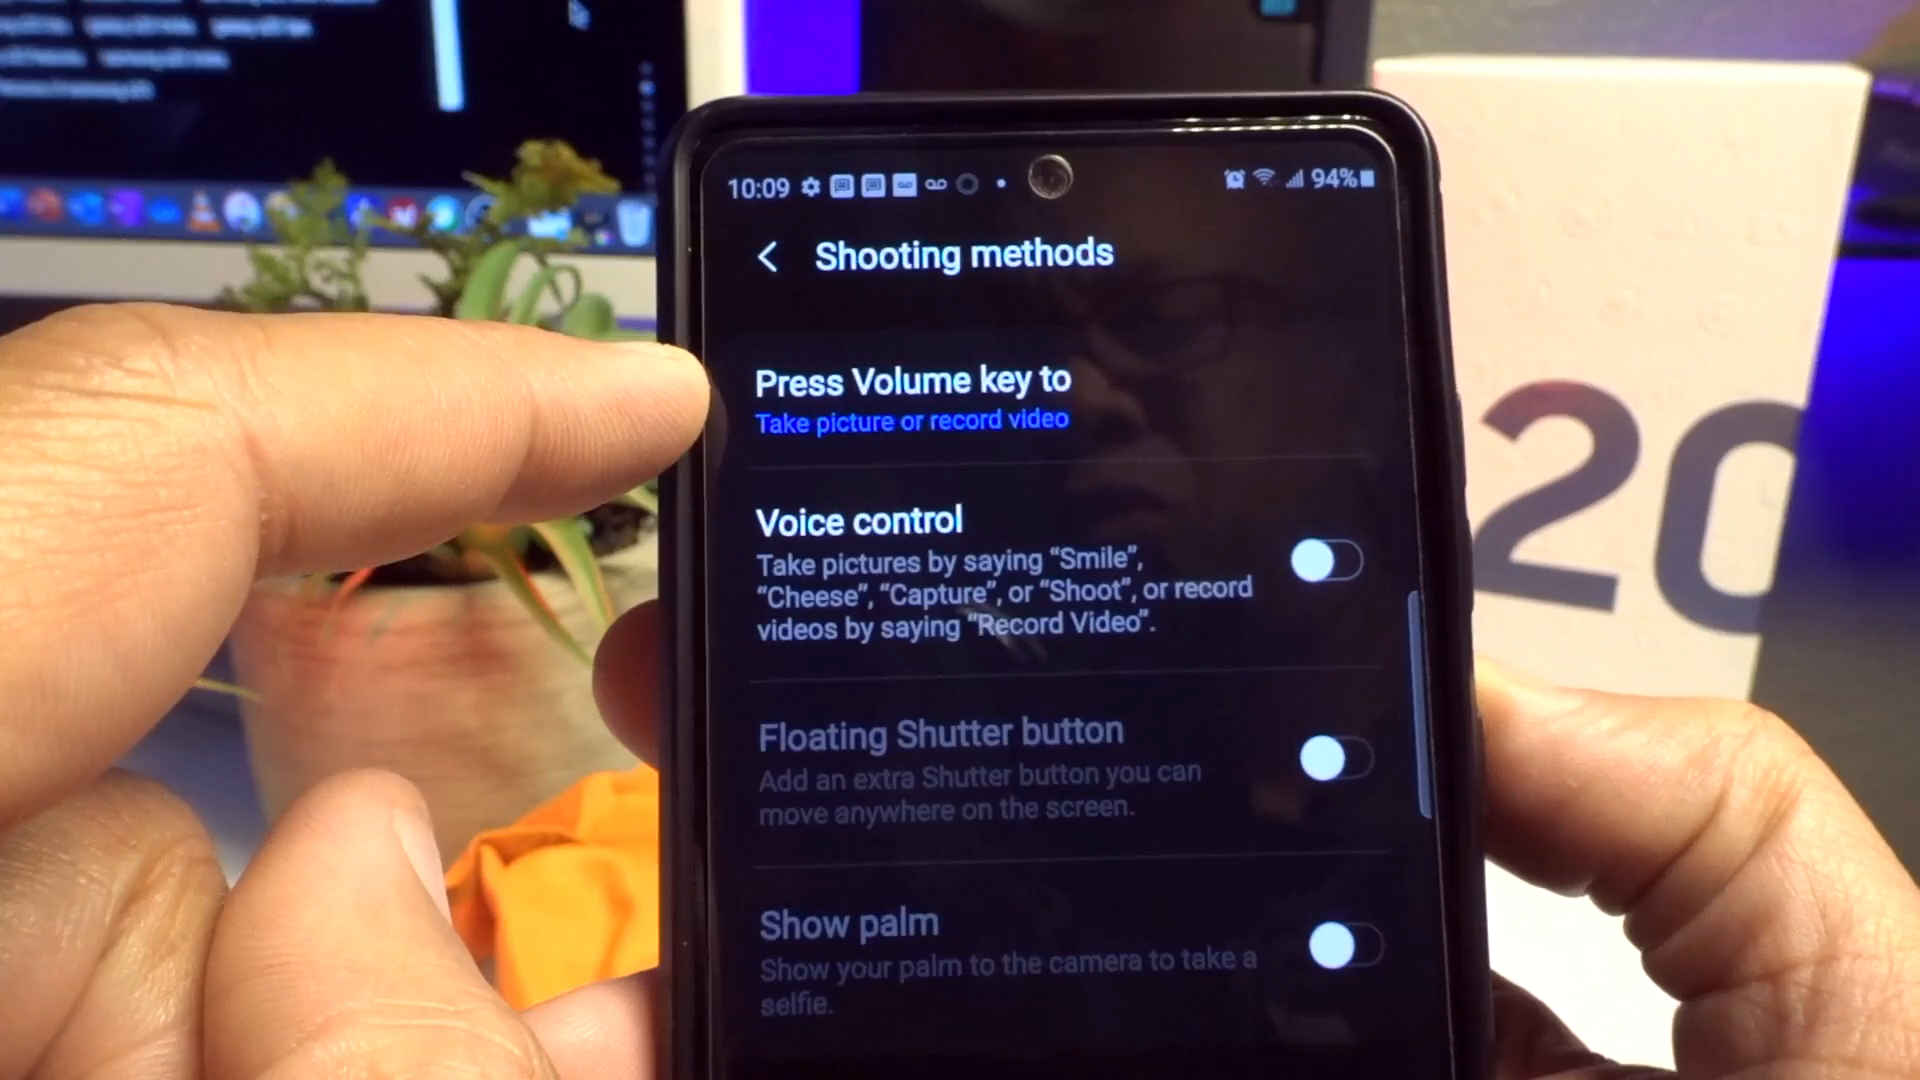 10:09
94%
Shooting methods
Press Volume key to
Take picture or record video
Voice control
Take pictures by saying “Smile”,
“Cheese”, “Capture”, or “Shoot”, or record
videos by saying “Record Video”.
Floating Shutter button
Add an extra Shutter button you can
move anywhere on the screen.
Show palm
Show your palm to the camera to take a
selfie.
20